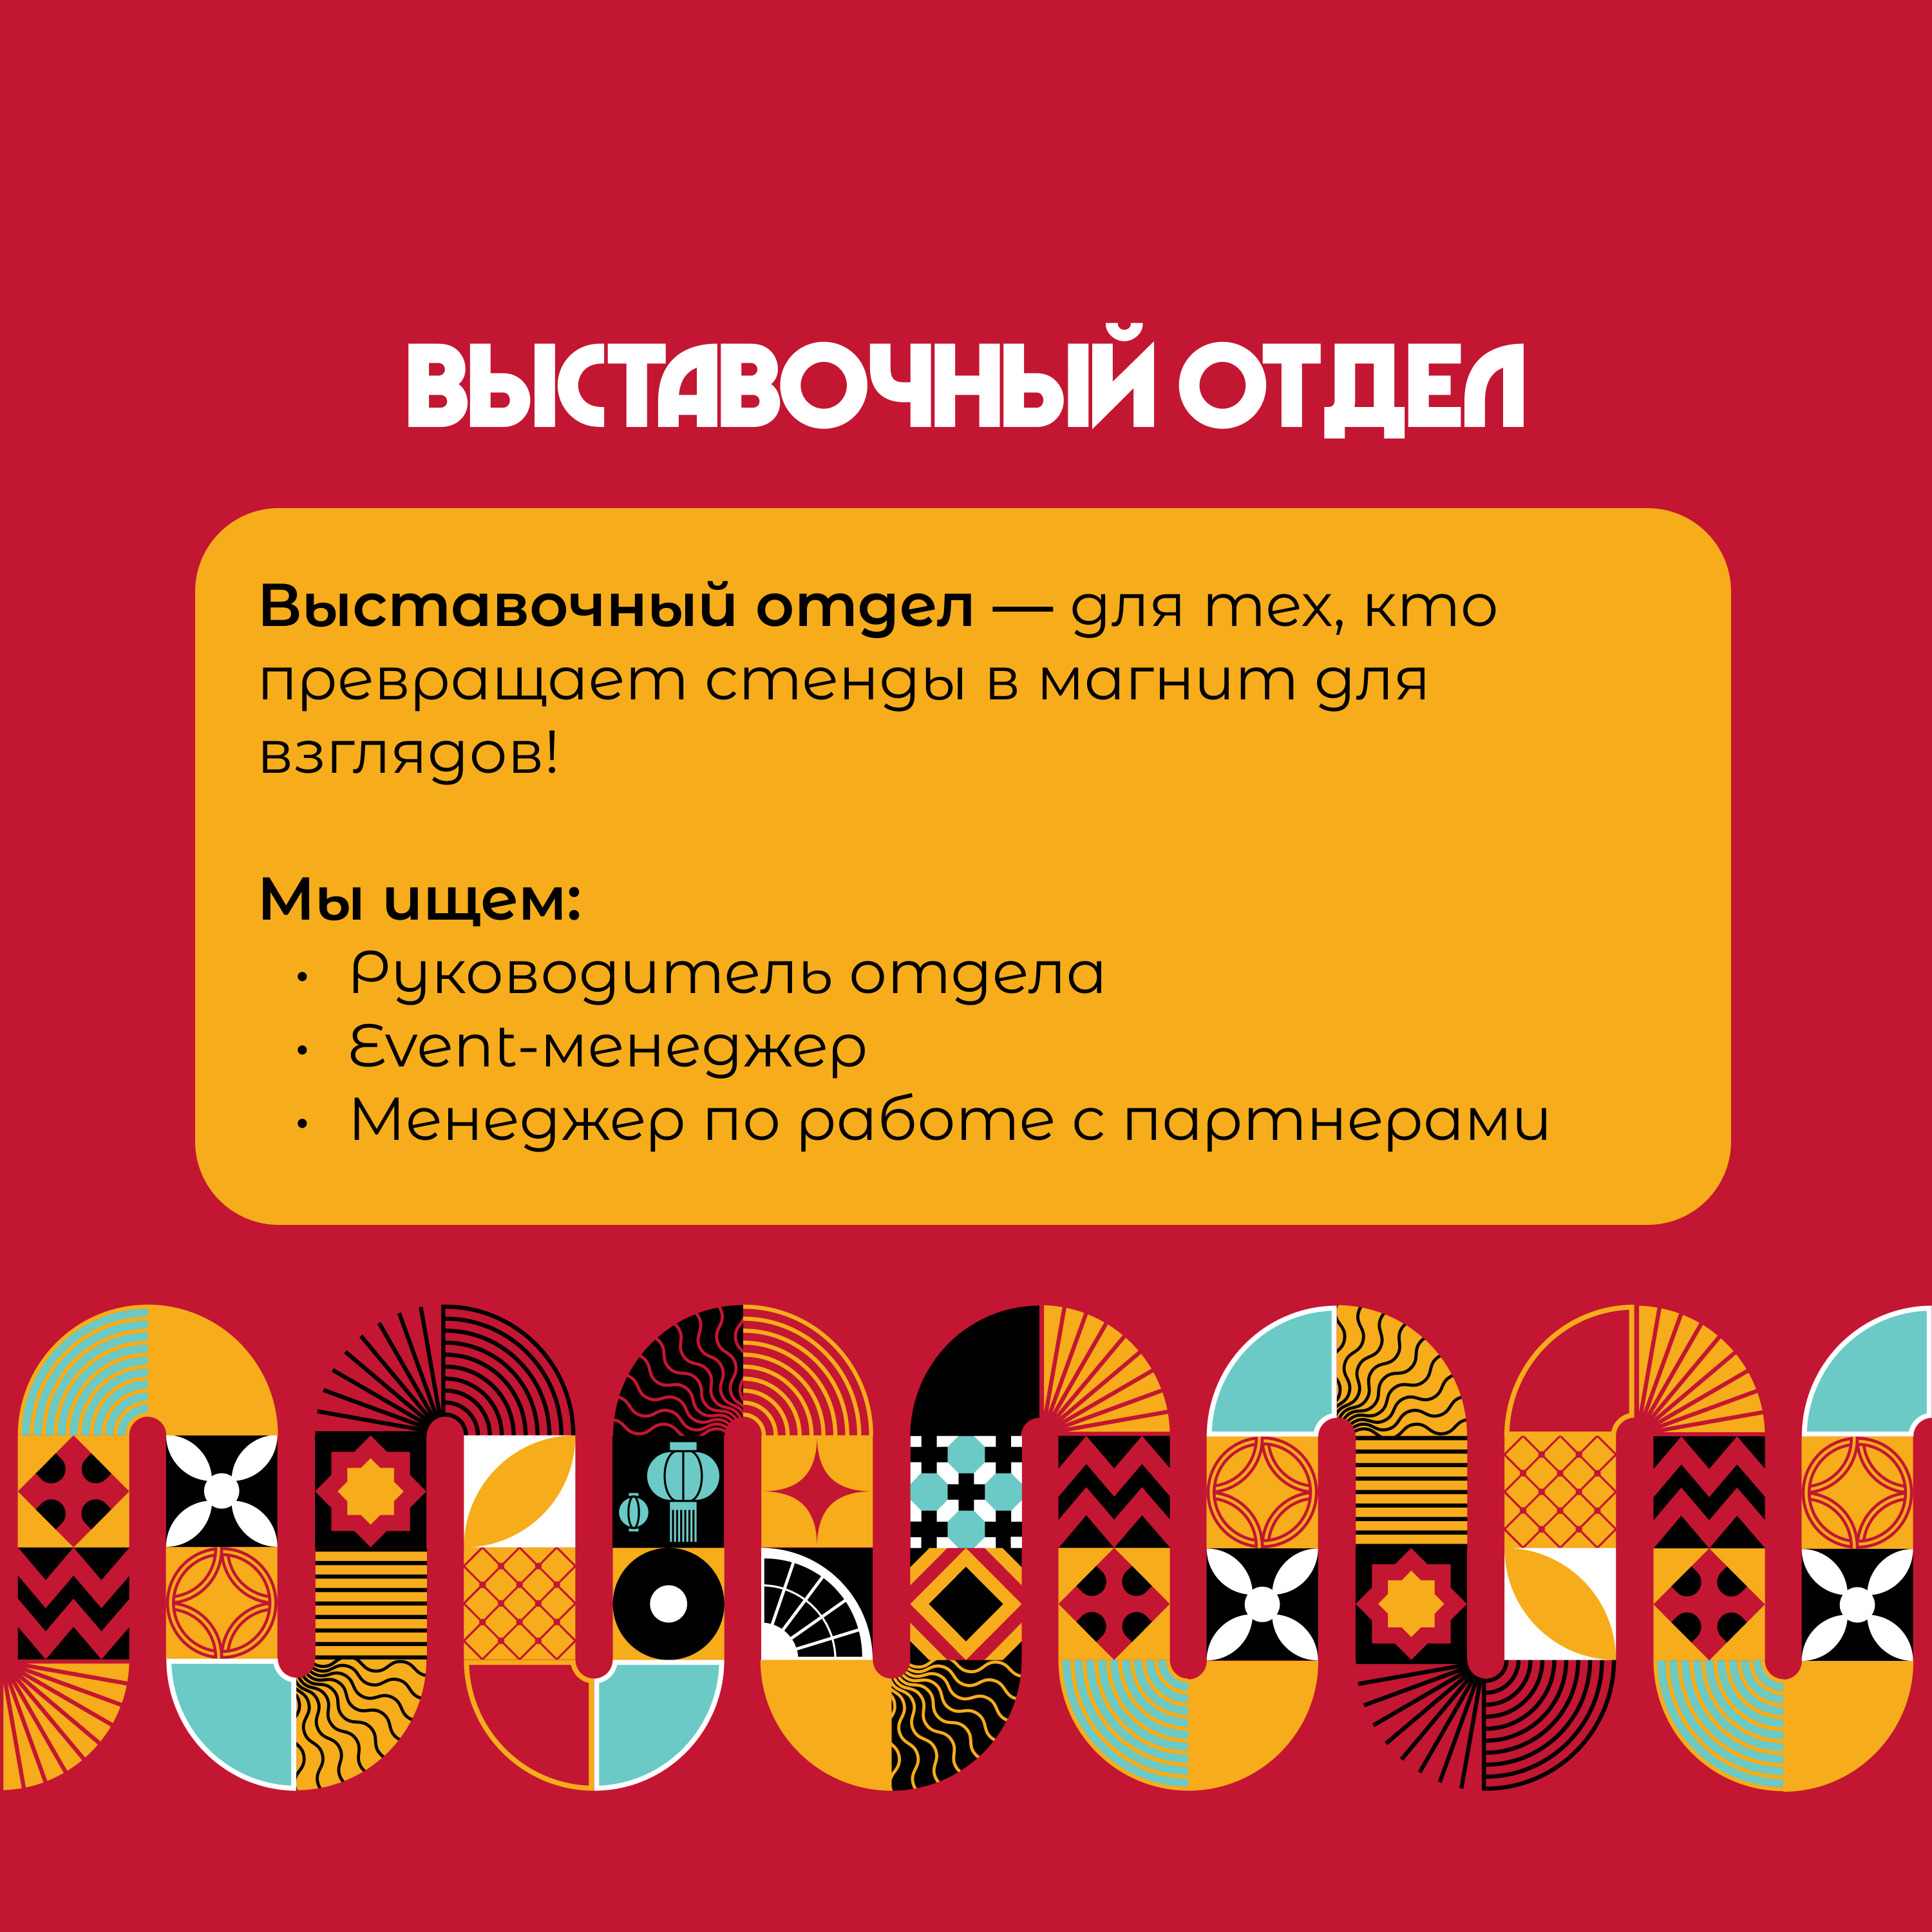 ВЫСТАВОЧНЫЙ ОТДЕЛ
Выставочный отдел — для тех, кто
превращает стенды в магнит для
взглядов!
Мы ищем:
• Руководитель отдела
• Event-менеджер
• Менеджер по работе с партнерами